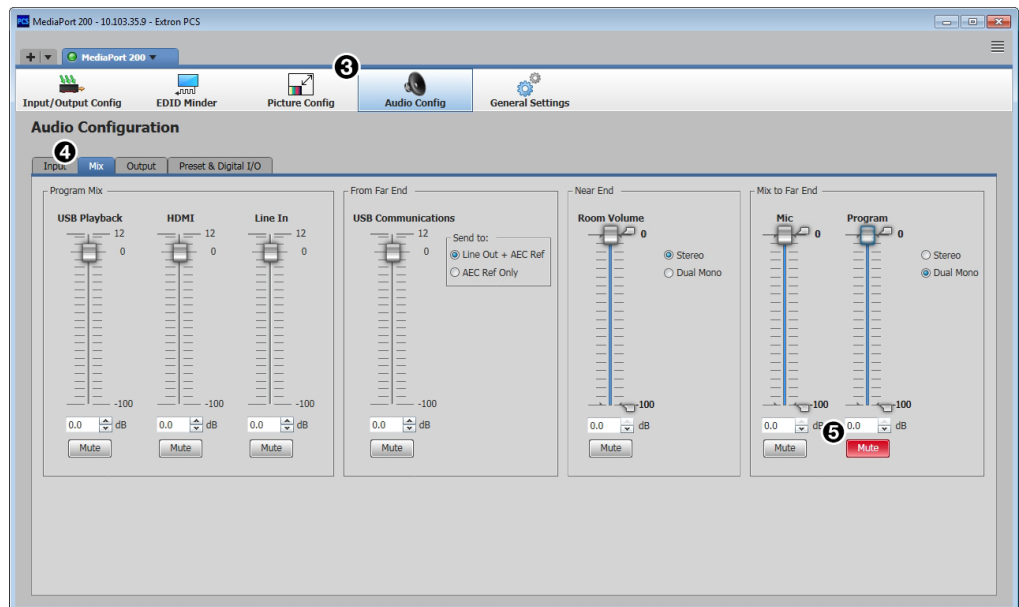 PCS MediaPort 200 - 10.103.35.9 - Extron PCS
+ MediaPort 200
3
Input/Output Config EDID Minder Picture Config Audio Config General Settings
Audio Configuration
4
Input Mix Output Preset & Digital I/O
Program Mix From Far End Near End Mix to Far End
USB Playback HDMI Line In USB Communications Room Volume Mic Program
12 12 12 12 Send to: 0 0 0
0 0 0 0 Line Out + AEC Ref Stereo Stereo
AEC Ref Only Dual Mono Dual Mono
-100 -100 -100 -100 -100 -100 -100
0.0 dB 0.0 dB 0.0 dB 0.0 dB 0.0 dB 0.0 dB 5 0.0 dB
Mute Mute Mute Mute Mute Mute Mute